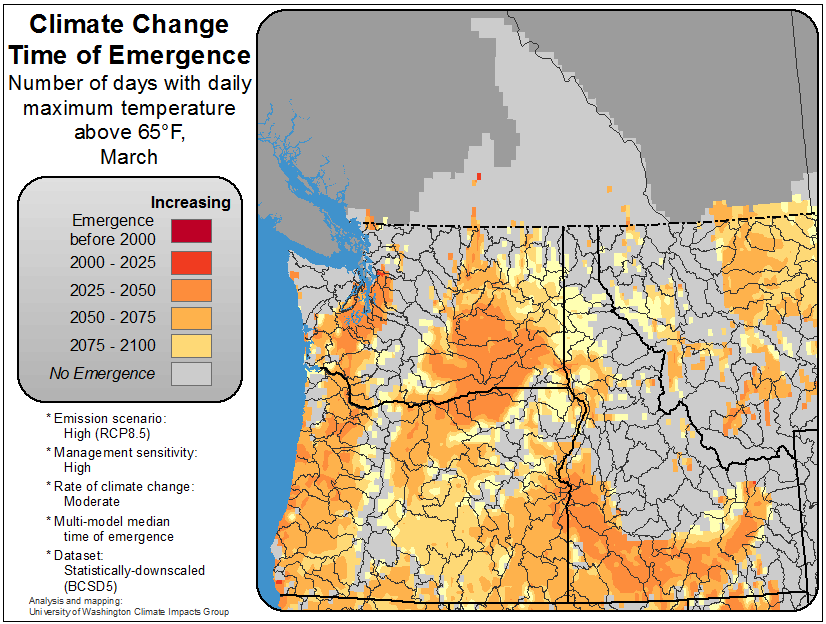 Climate Change
Time of Emergence
Number of days with daily
maximum temperature
above 65°F,
March
Increasing
Emergence
before 2000
2000 - 2025
2025 - 2050
2050 - 2075
2075 - 2100
No Emergence
* Emission scenario:
High (RCP8.5)
* Management sensitivity:
High
* Rate of climate change:
Moderate
* Multi-model median
time of emergence
* Dataset:
Statistically-downscaled
(BCSD5)
Analysis and mapping:
University of Washington Climate Impacts Group